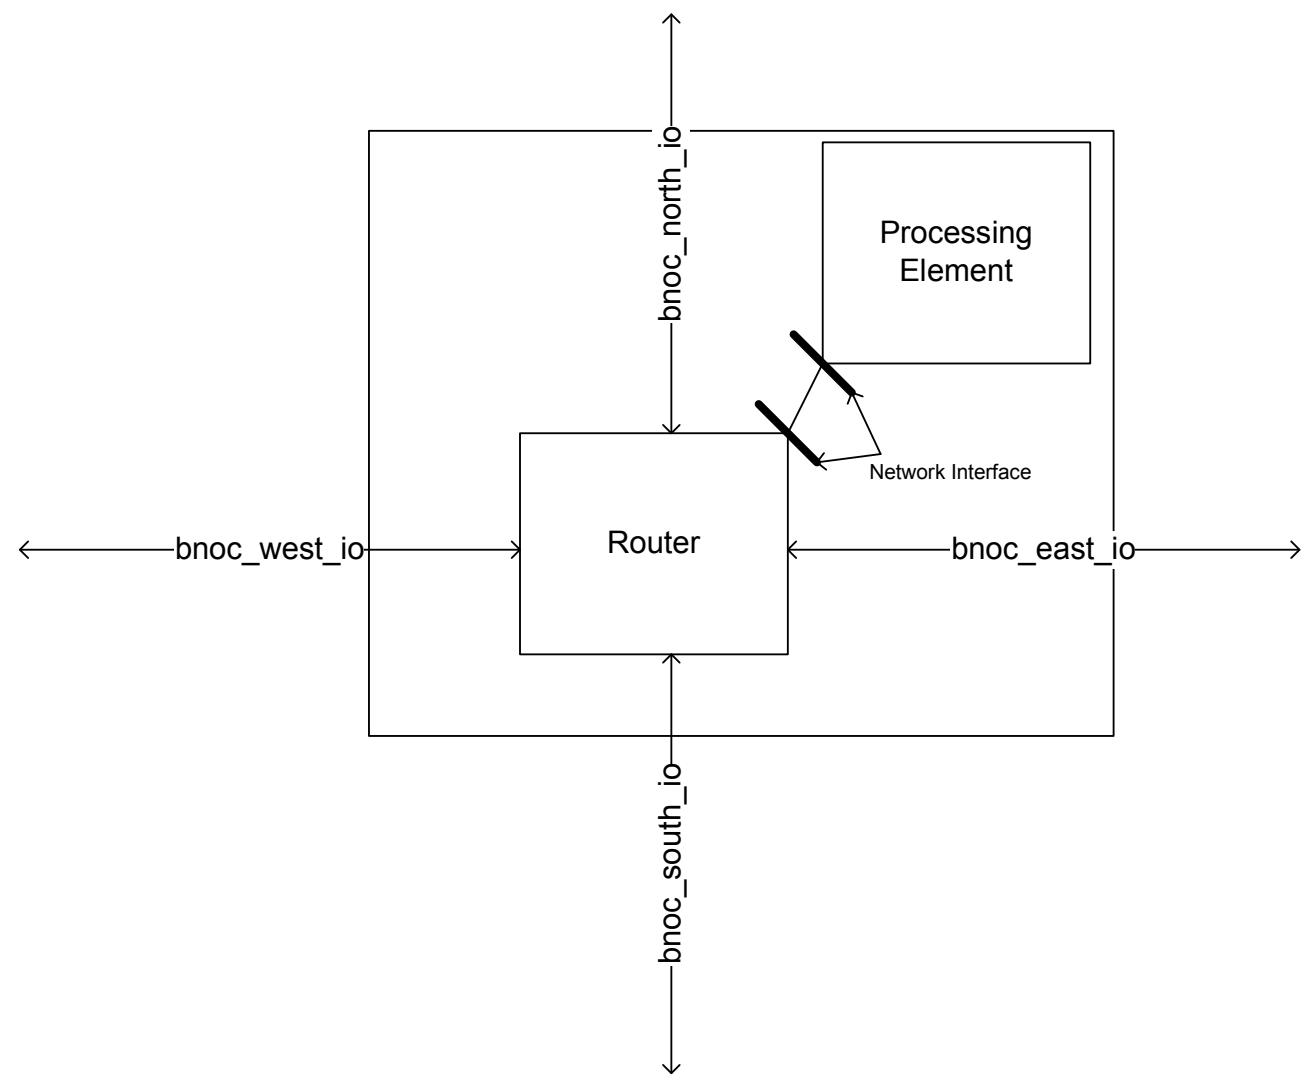 bnoc_north_io
Processing
Element
Network Interface
bnoc_west_io
Router
bnoc_east_io
bnoc_south_io